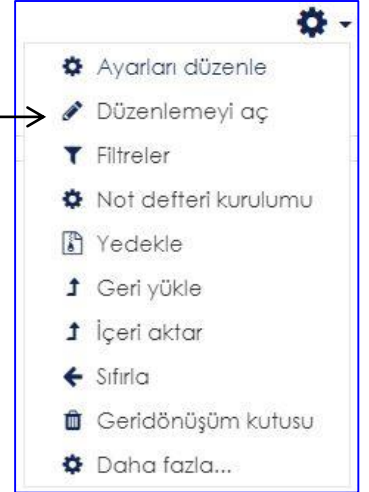 Ayarları düzenle
Düzenlemeyi aç
Filtreler
Not defteri kurulumu
Yedekle
Geri yükle
İçeri aktar
Sıfırla
Geridönüşüm kutusu
Daha fazla...